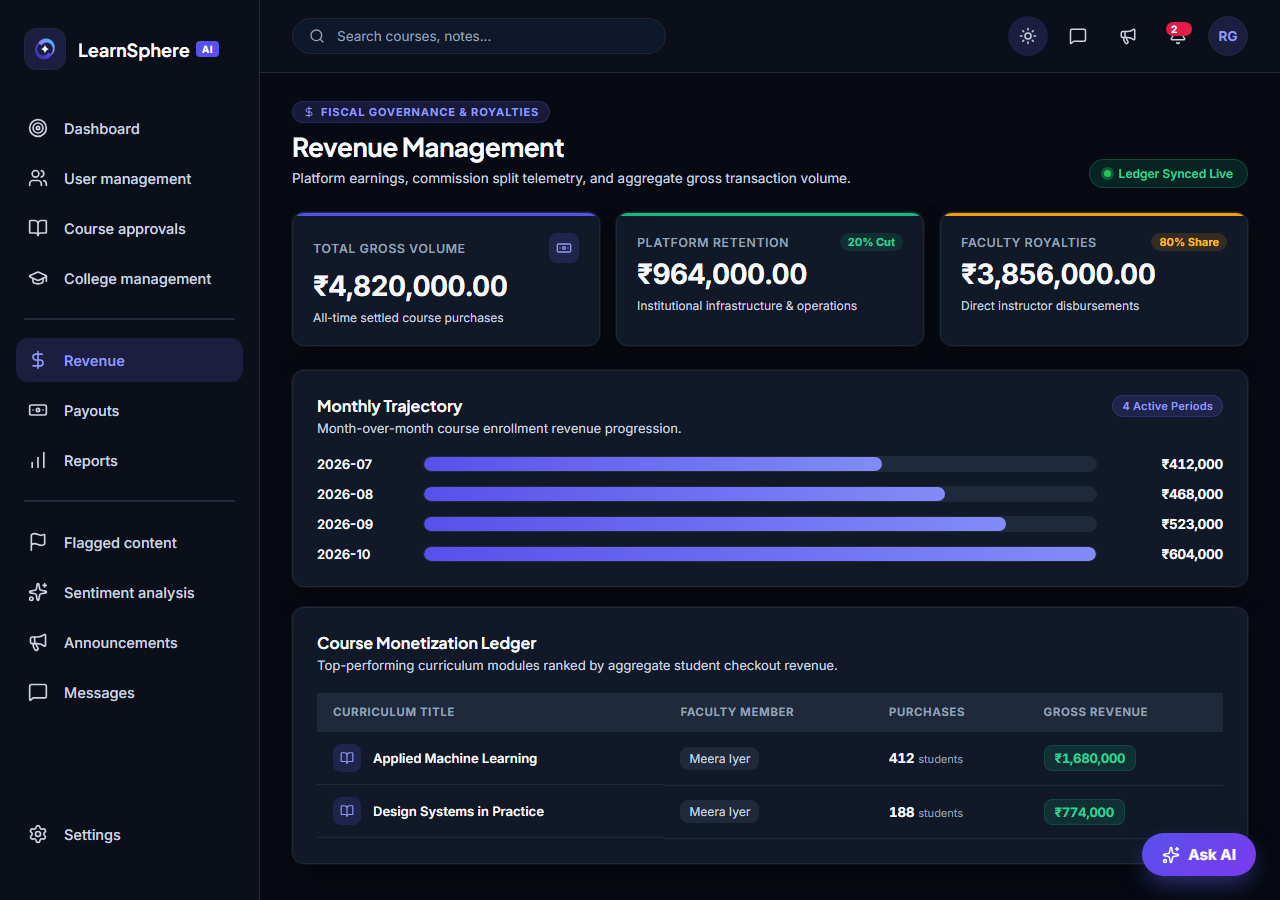 LearnSphere AI
Search courses, notes...
2
RG
Dashboard
User management
Course approvals
College management
Revenue
Payouts
Reports
Flagged content
Sentiment analysis
Announcements
Messages
Settings
$ FISCAL GOVERNANCE & ROYALTIES
Revenue Management
Platform earnings, commission split telemetry, and aggregate gross transaction volume.
Ledger Synced Live
TOTAL GROSS VOLUME
₹4,820,000.00
All-time settled course purchases
PLATFORM RETENTION
20% Cut
₹964,000.00
Institutional infrastructure & operations
FACULTY ROYALTIES
80% Share
₹3,856,000.00
Direct instructor disbursements
Monthly Trajectory
4 Active Periods
Month-over-month course enrollment revenue progression.
2026-07 ₹412,000
2026-08 ₹468,000
2026-09 ₹523,000
2026-10 ₹604,000
Course Monetization Ledger
Top-performing curriculum modules ranked by aggregate student checkout revenue.
CURRICULUM TITLE FACULTY MEMBER PURCHASES GROSS REVENUE
Applied Machine Learning Meera Iyer 412 students ₹1,680,000
Design Systems in Practice Meera Iyer 188 students ₹774,000
Ask AI